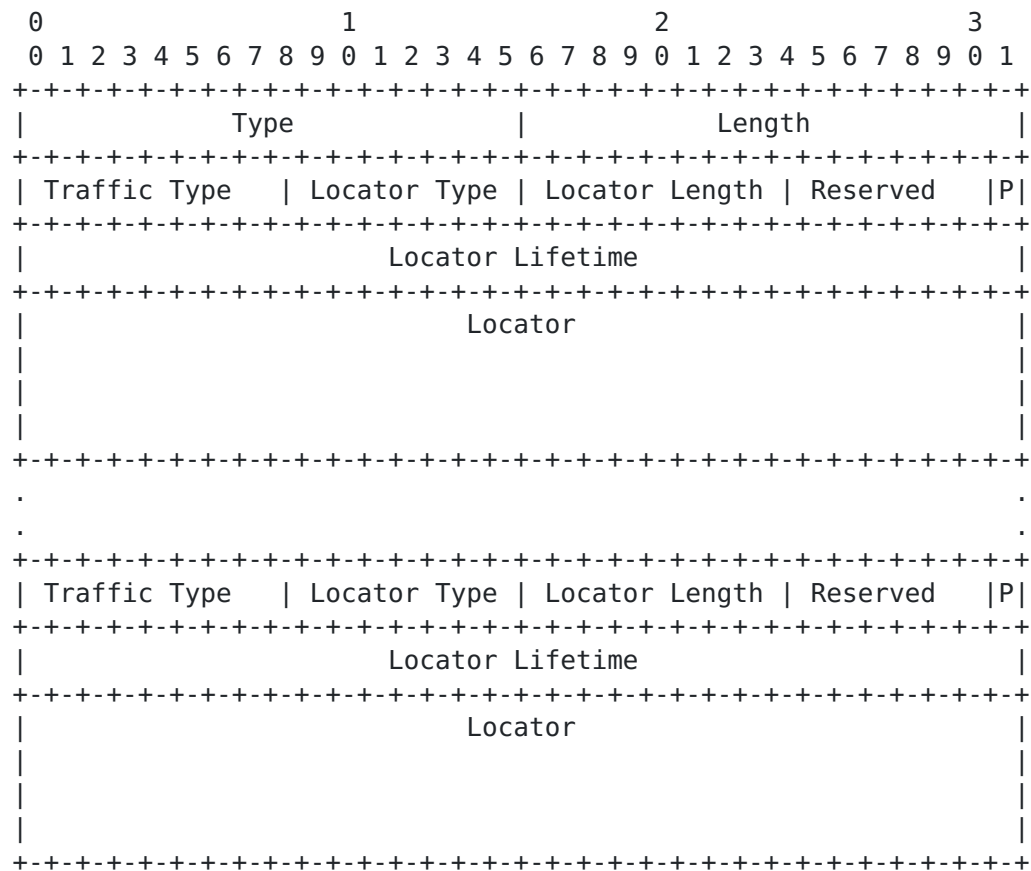 0                   1                   2                   3
 0 1 2 3 4 5 6 7 8 9 0 1 2 3 4 5 6 7 8 9 0 1 2 3 4 5 6 7 8 9 0 1
+-+-+-+-+-+-+-+-+-+-+-+-+-+-+-+-+-+-+-+-+-+-+-+-+-+-+-+-+-+-+-+-+
|             Type              |            Length             |
+-+-+-+-+-+-+-+-+-+-+-+-+-+-+-+-+-+-+-+-+-+-+-+-+-+-+-+-+-+-+-+-+
| Traffic Type   | Locator Type | Locator Length | Reserved   |P|
+-+-+-+-+-+-+-+-+-+-+-+-+-+-+-+-+-+-+-+-+-+-+-+-+-+-+-+-+-+-+-+-+
|                       Locator Lifetime                        |
+-+-+-+-+-+-+-+-+-+-+-+-+-+-+-+-+-+-+-+-+-+-+-+-+-+-+-+-+-+-+-+-+
|                            Locator                            |
|                                                               |
|                                                               |
|                                                               |
+-+-+-+-+-+-+-+-+-+-+-+-+-+-+-+-+-+-+-+-+-+-+-+-+-+-+-+-+-+-+-+-+
.                                                               .
.                                                               .
+-+-+-+-+-+-+-+-+-+-+-+-+-+-+-+-+-+-+-+-+-+-+-+-+-+-+-+-+-+-+-+-+
| Traffic Type   | Locator Type | Locator Length | Reserved   |P|
+-+-+-+-+-+-+-+-+-+-+-+-+-+-+-+-+-+-+-+-+-+-+-+-+-+-+-+-+-+-+-+-+
|                       Locator Lifetime                        |
+-+-+-+-+-+-+-+-+-+-+-+-+-+-+-+-+-+-+-+-+-+-+-+-+-+-+-+-+-+-+-+-+
|                            Locator                            |
|                                                               |
|                                                               |
|                                                               |
+-+-+-+-+-+-+-+-+-+-+-+-+-+-+-+-+-+-+-+-+-+-+-+-+-+-+-+-+-+-+-+-+